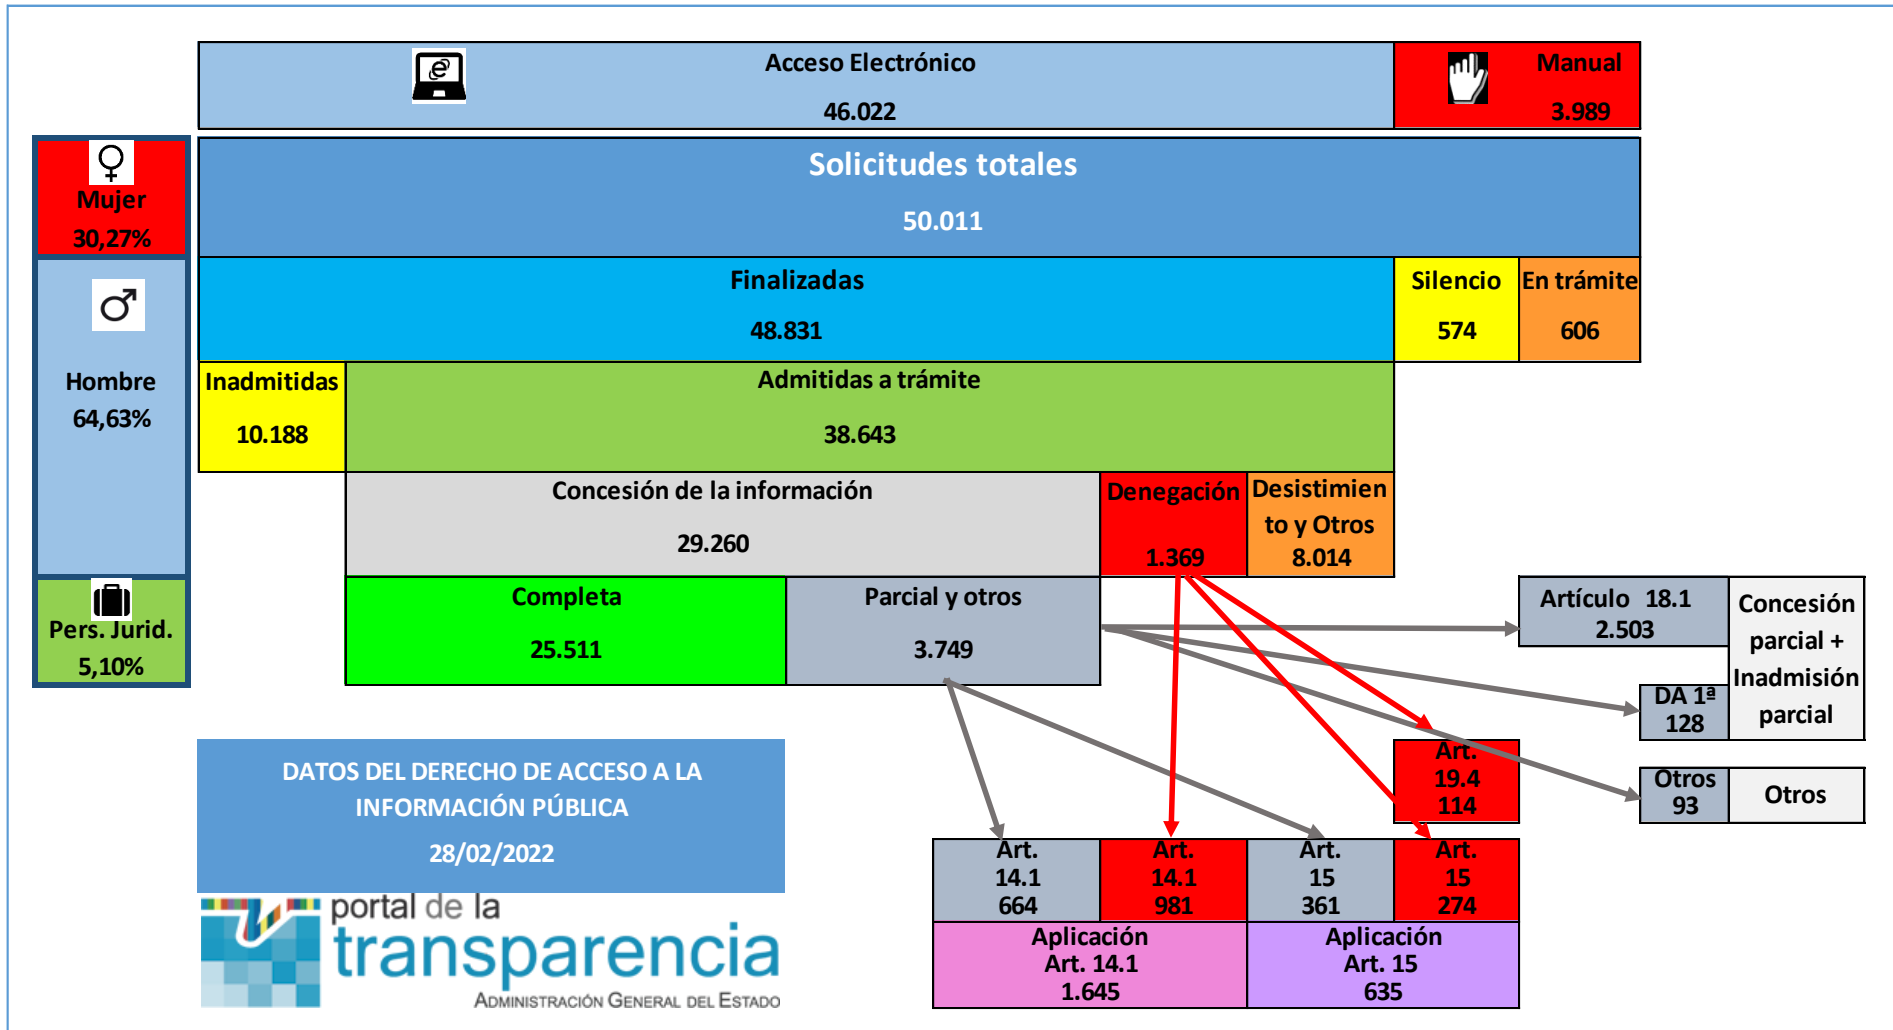 Acceso Electrónico
46.022
Manual
3.989
Mujer
30,27%
Hombre
64,63%
Pers. Jurid.
5,10%
Solicitudes totales
50.011
Finalizadas
48.831
Silencio
574
En trámite
606
Inadmitidas
10.188
Admitidas a trámite
38.643
Concesión de la información
29.260
Denegación
1.369
Desistimien
to y Otros
8.014
Completa
25.511
Parcial y otros
3.749
Artículo 18.1
2.503
Concesión
parcial +
Inadmisión
parcial
DA 1ª
128
Otros
93
Otros
Art.
19.4
114
Art.
14.1
664
Art.
14.1
981
Art.
15
361
Art.
15
274
Aplicación
Art. 14.1
1.645
Aplicación
Art. 15
635
DATOS DEL DERECHO DE ACCESO A LA
INFORMACIÓN PÚBLICA
28/02/2022
portal de la
transparencia
ADMINISTRACIÓN GENERAL DEL ESTADO